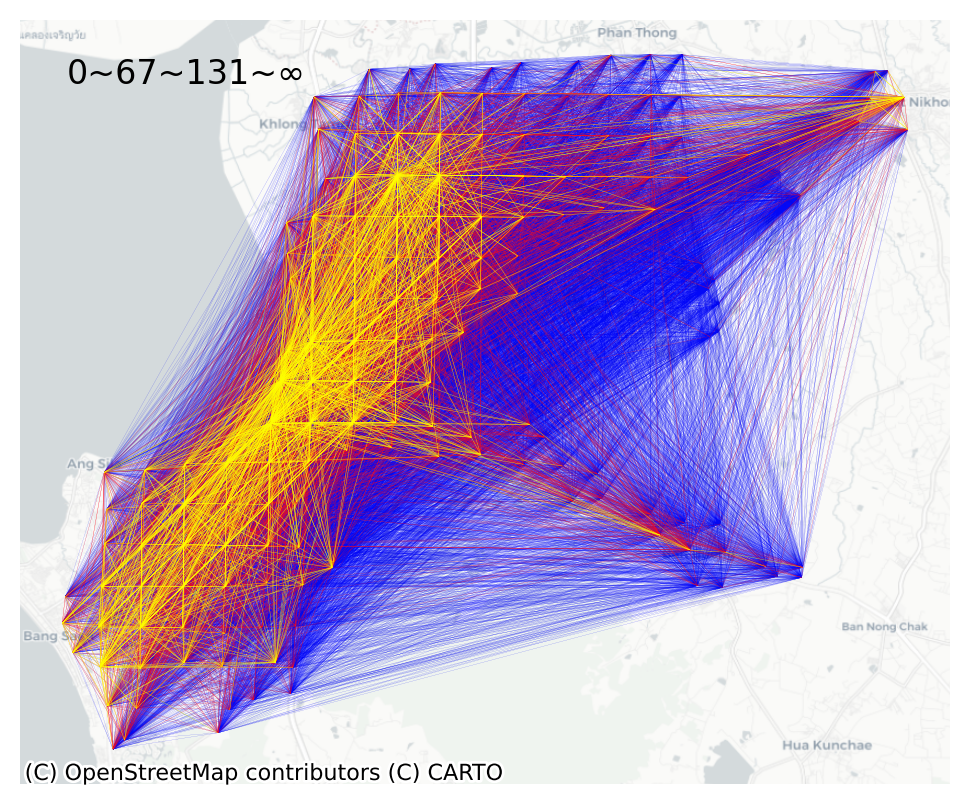 คลองเจริญวัย
Phan Thong
0~67~131~∞
Nikho
Khlong
Ang Si
Ban Nong Chak
Bang Sae
Hua Kunchae
(C) OpenStreetMap contributors (C) CARTO